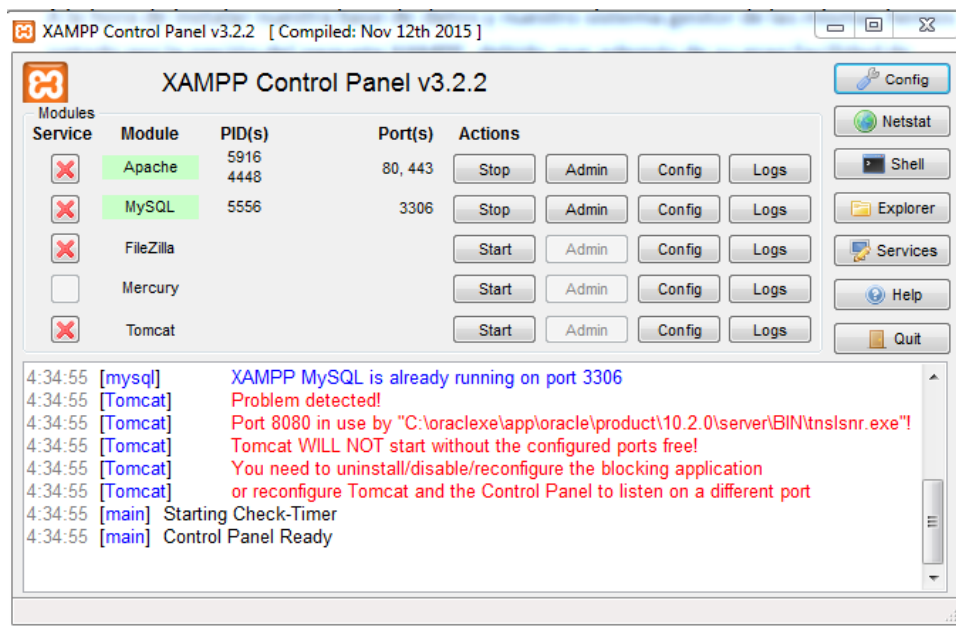 XAMPP Control Panel v3.2.2 [ Compiled: Nov 12th 2015 ]
XAMPP Control Panel v3.2.2
Config
Modules
Service Module PID(s) Port(s) Actions
Netstat
Apache 5916 4448 80, 443 Stop Admin Config Logs
Shell
MySQL 5556 3306 Stop Admin Config Logs
Explorer
FileZilla Start Admin Config Logs
Services
Mercury Start Admin Config Logs
Help
Tomcat Start Admin Config Logs
Quit
4:34:55 [mysql] XAMPP MySQL is already running on port 3306
4:34:55 [Tomcat] Problem detected!
4:34:55 [Tomcat] Port 8080 in use by "C:\oraclexe\app\oracle\product\10.2.0\server\BIN\tnslsnr.exe"!
4:34:55 [Tomcat] Tomcat WILL NOT start without the configured ports free!
4:34:55 [Tomcat] You need to uninstall/disable/reconfigure the blocking application
4:34:55 [Tomcat] or reconfigure Tomcat and the Control Panel to listen on a different port
4:34:55 [main] Starting Check-Timer
4:34:55 [main] Control Panel Ready